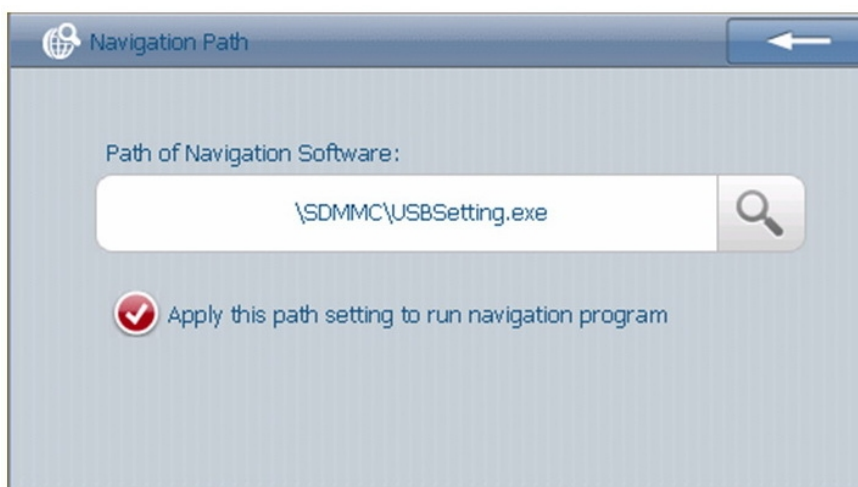 Navigation Path
Path of Navigation Software:
\SDMMC\USBSetting.exe
Apply this path setting to run navigation program